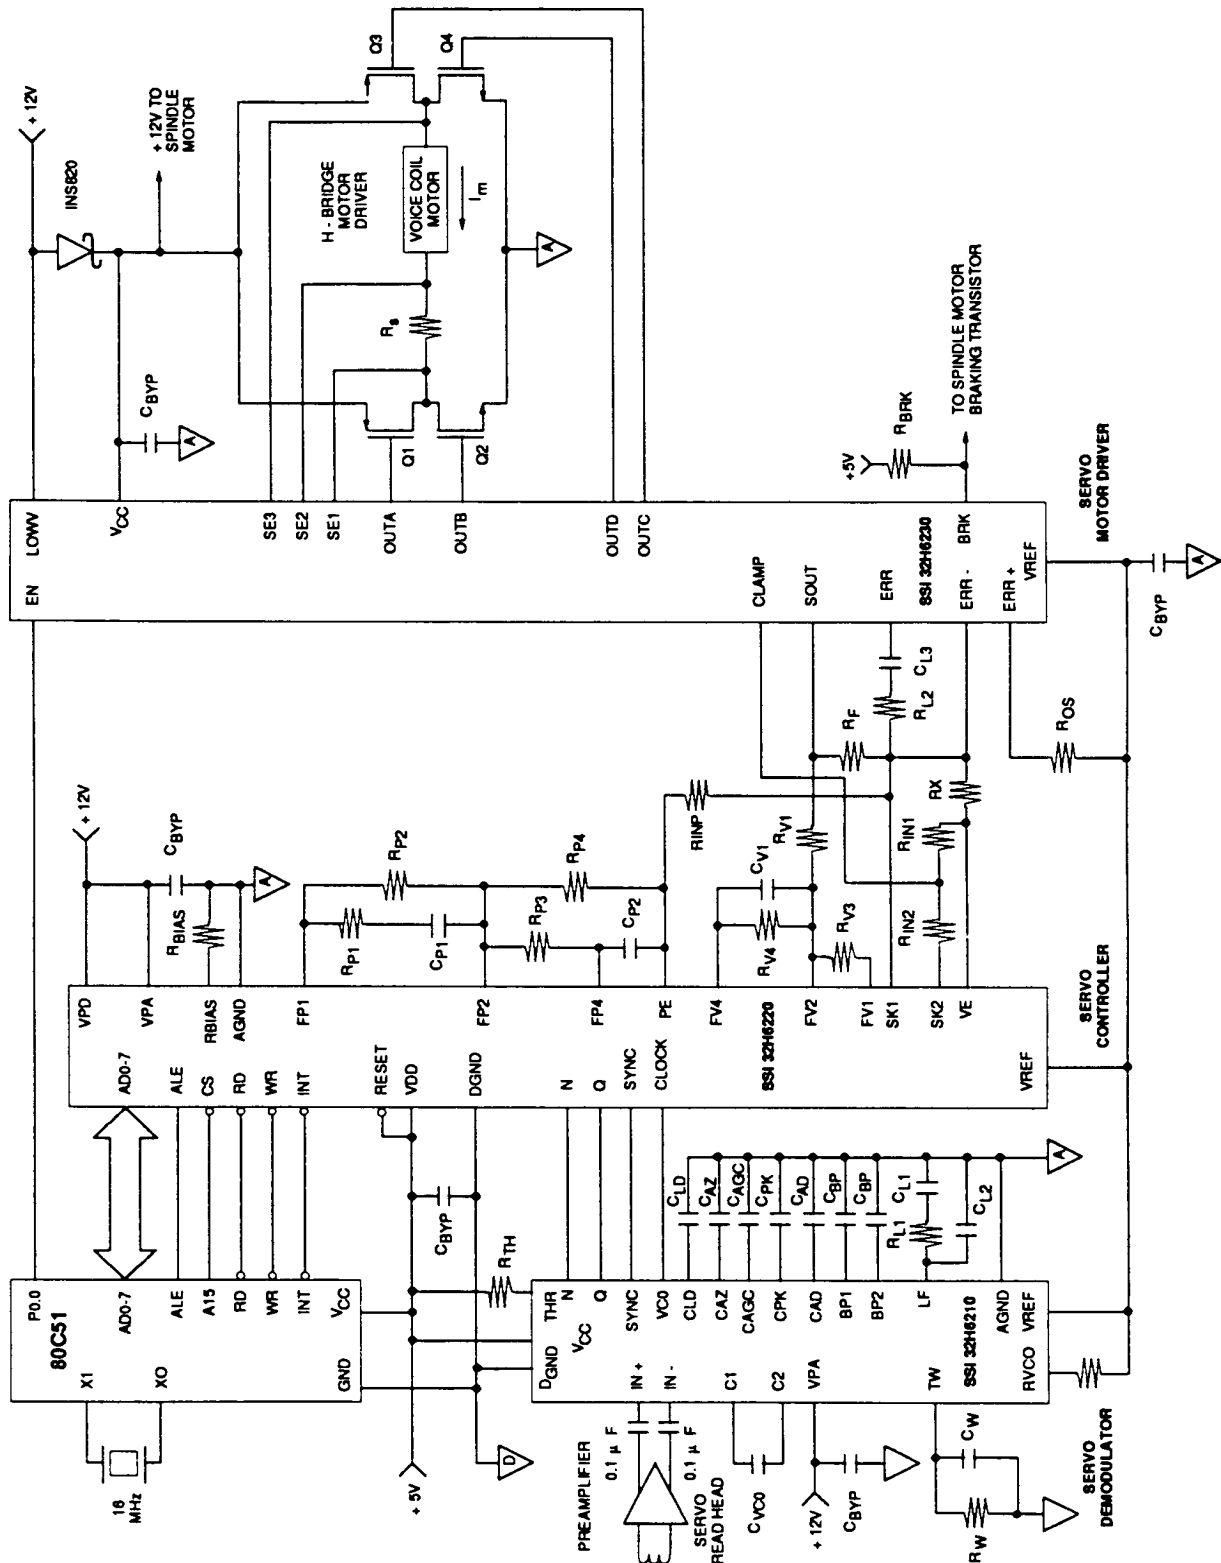 80C51
X1
XO
16
MHz
P0.0
AD0-7
ALE
A15
RD
WR
INT
VCC
GND
+ 5V
D
CBYP
RTH
VPD
VPA
RBIAS
AGND
AD0-7
ALE
CS
RD
WR
INT
RESET
VDD
DGND
N
Q
SYNC
CLOCK
FP1
FP2
FP4
PE
FV4
FV2
FV1
SK1
SK2
VE
VREF
SSI 32H6220
SERVO
CONTROLLER
+ 12V
CBYP
RBIAS
A
RP1
RP2
CP1
RP3
RP4
CP2
RINP
RV4
CV1
RV1
RV3
RIN2
RIN1
RX
RF
RL2
CL3
ROS
PREAMPLIFIER
0.1 µ F
0.1 µ F
SERVO
READ HEAD
IN +
IN -
DGND
VCC
THR
N
Q
SYNC
VC0
CLD
CAZ
CAGC
CPK
CAD
BP1
BP2
LF
AGND
VREF
RVCO
TW
VPA
C2
C1
SSI 32H6210
CVC0
+ 12V
CBYP
RW
CW
SERVO
DEMODULATOR
CLD
CAZ
CAGC
CPK
CAD
CBP
CBP
RL1
CL1
CL2
A
EN
LOWV
VCC
SE3
SE2
SE1
OUTA
OUTB
OUTD
OUTC
CLAMP
SOUT
ERR
ERR -
BRK
ERR +
VREF
SSI 32H6230
SERVO
MOTOR DRIVER
CBYP
A
+5V
RBRK
TO SPINDLE MOTOR
BRAKING TRANSISTOR
+ 12V
INS820
+ 12V TO
SPINDLE
MOTOR
CBYP
A
H - BRIDGE
MOTOR
DRIVER
VOICE COIL
MOTOR
Im
Rs
Q1
Q2
Q3
Q4
A